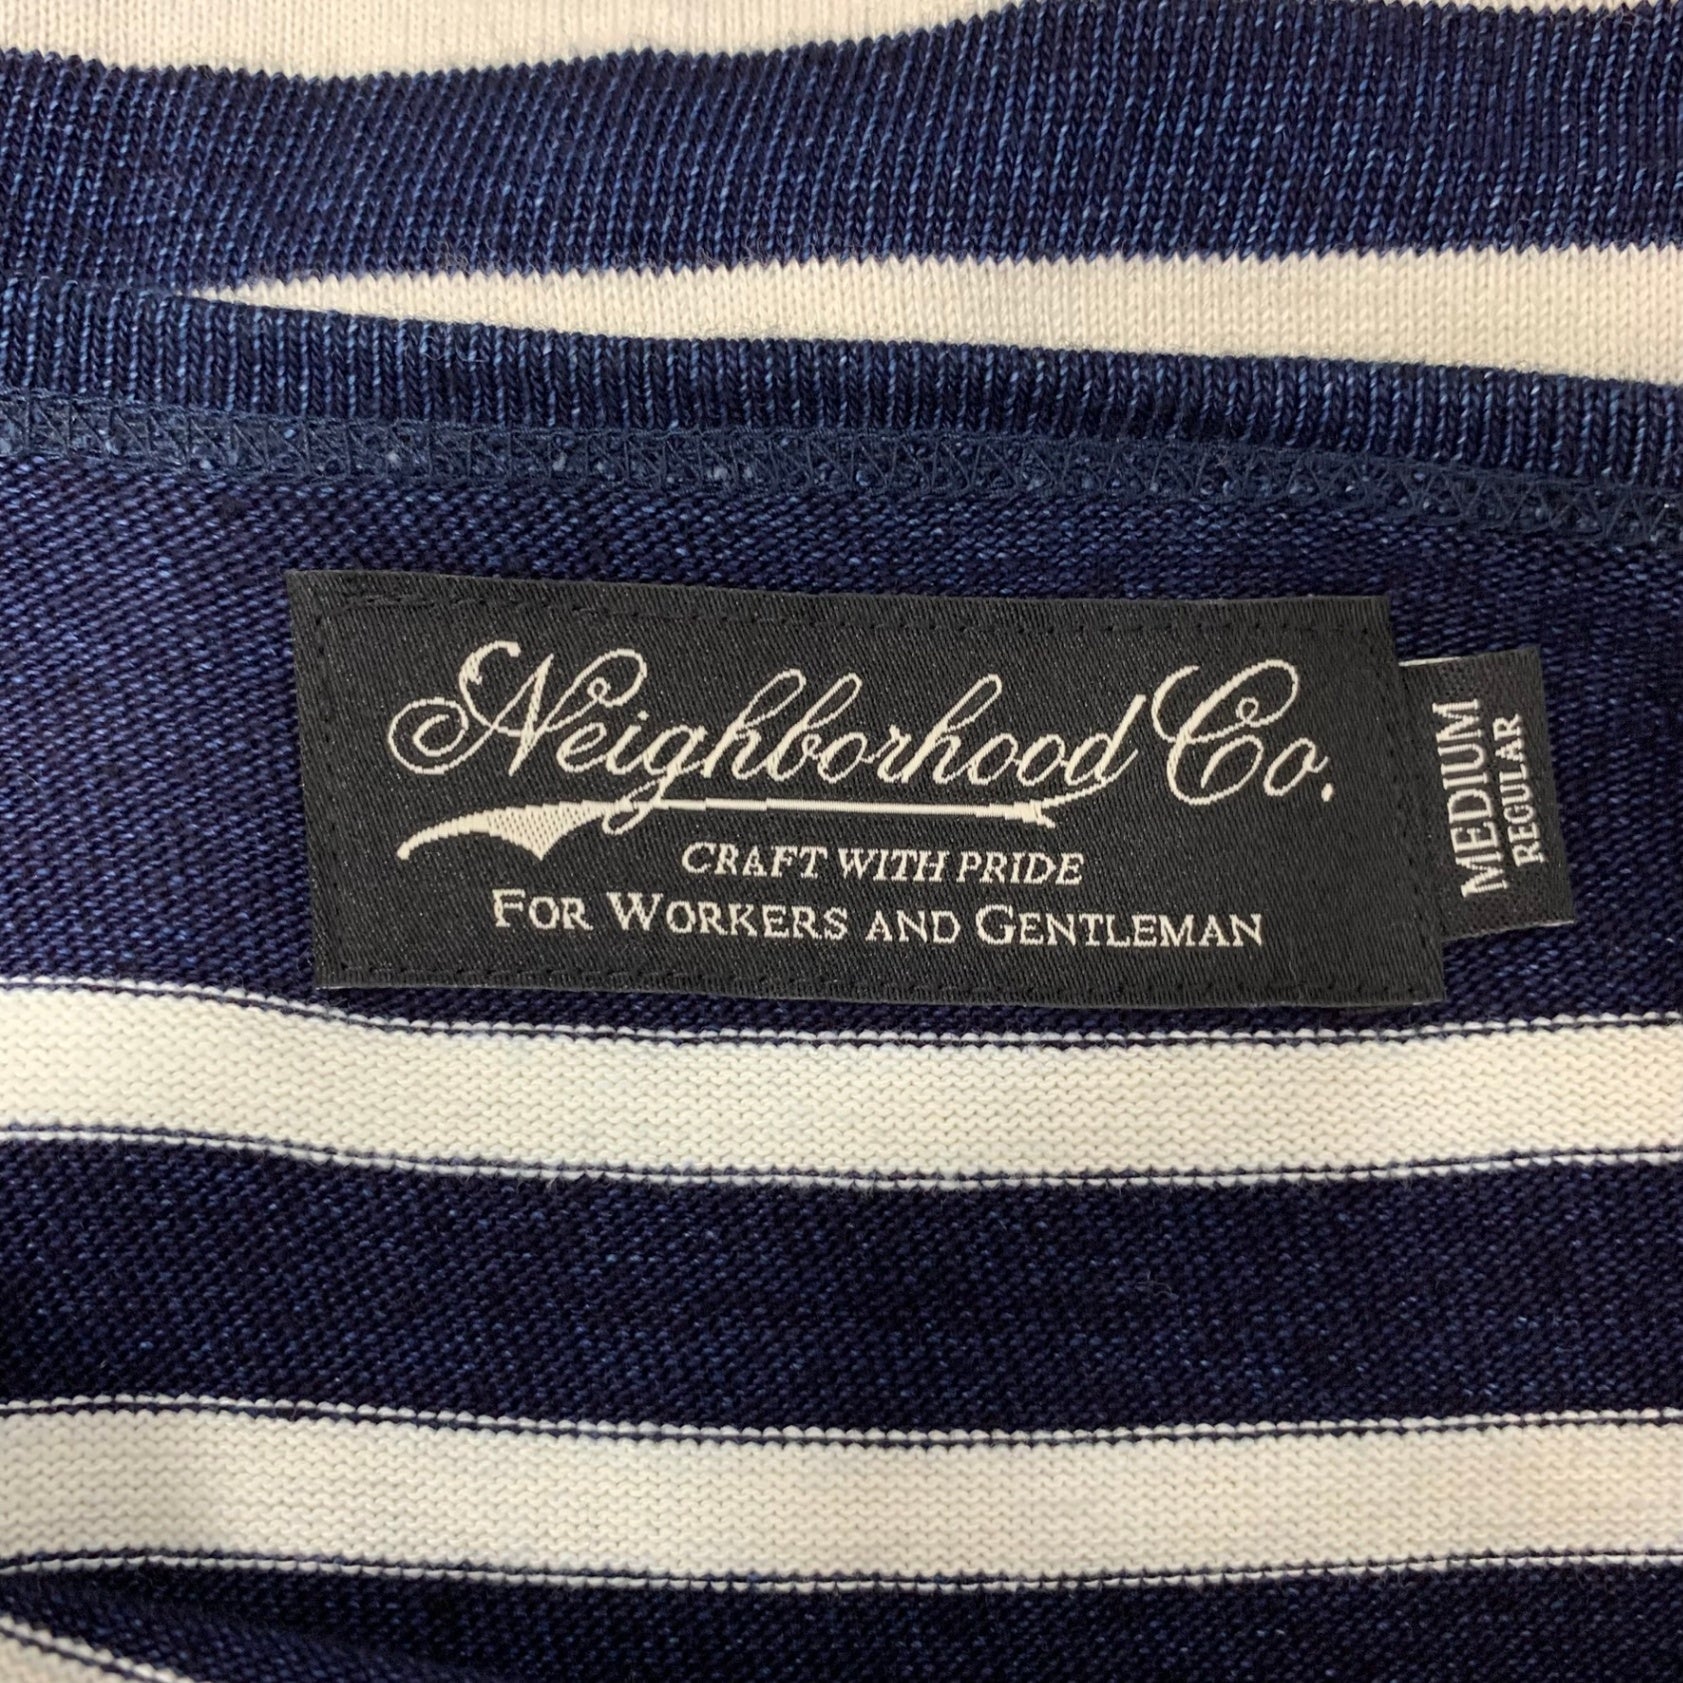 Neighborhood Co.
CRAFT WITH PRIDE
FOR WORKERS AND GENTLEMAN
MEDIUM
REGULAR